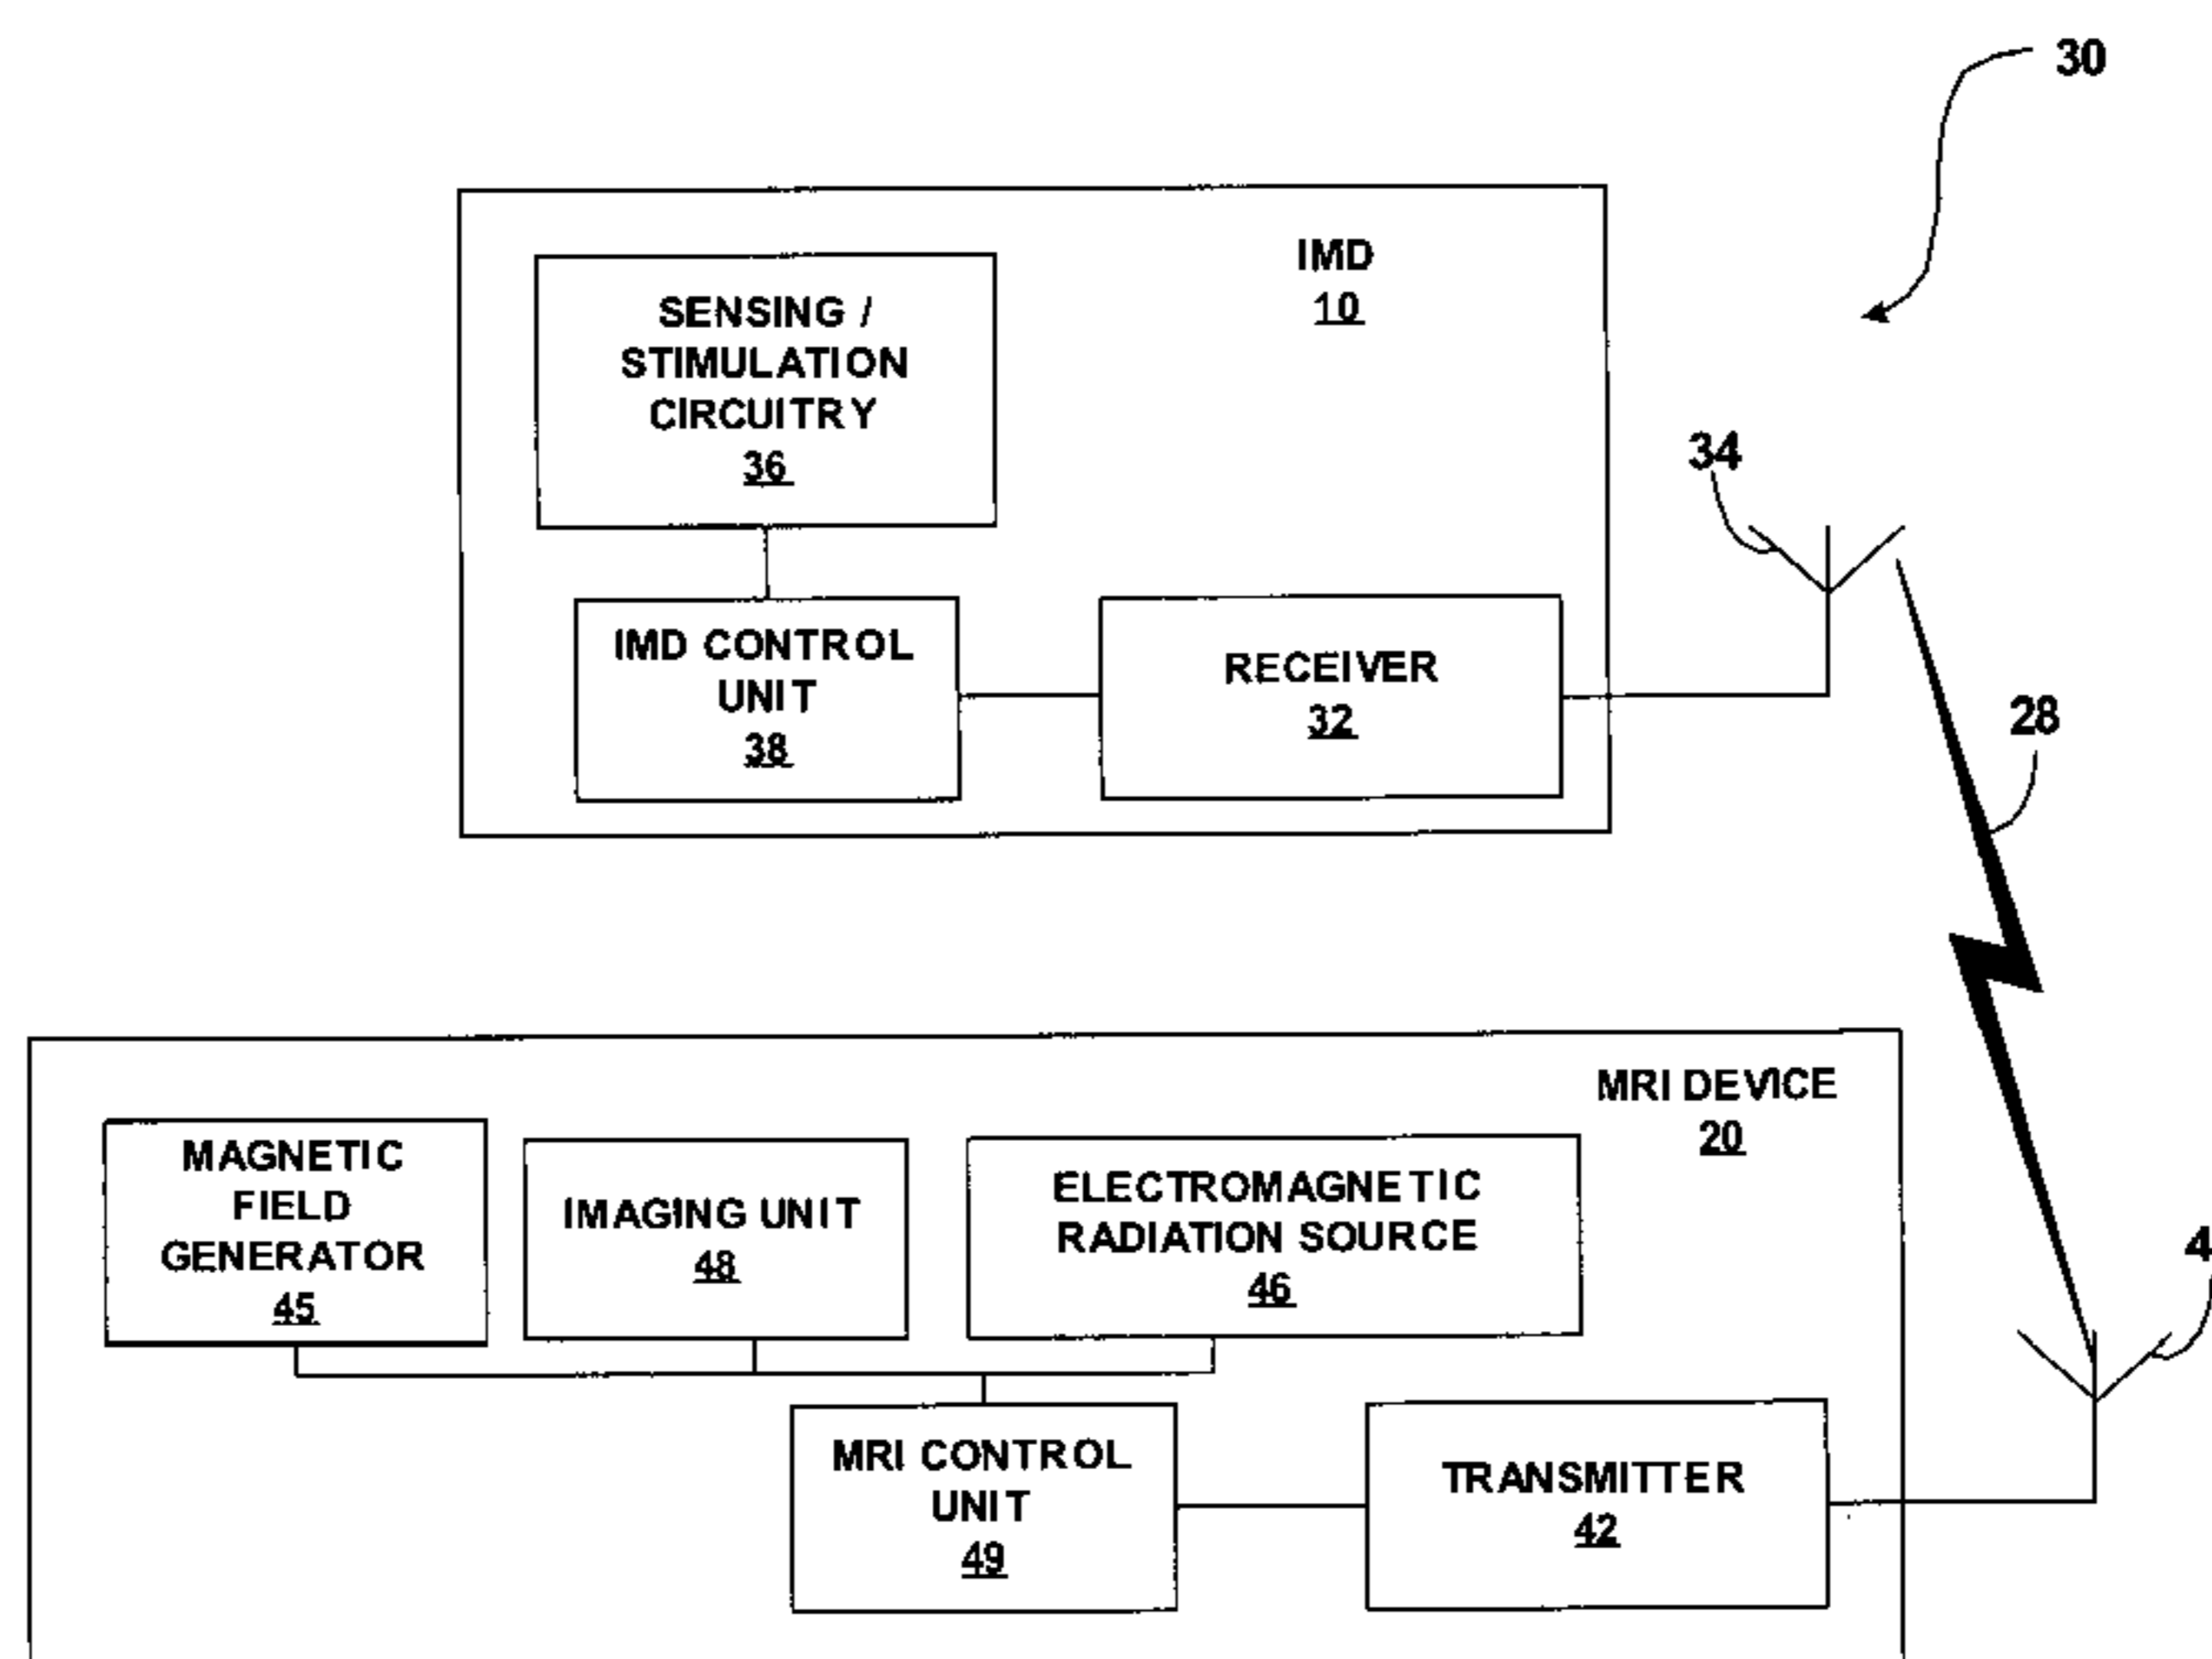 30
IMD
10
SENSING /
STIMULATION
CIRCUITRY
36
34
IMD CONTROL
UNIT
38
RECEIVER
32
28
MRI DEVICE
20
MAGNETIC
FIELD
GENERATOR
45
IMAGING UNIT
48
ELECTROMAGNETIC
RADIATION SOURCE
46
MRI CONTROL
UNIT
49
TRANSMITTER
42